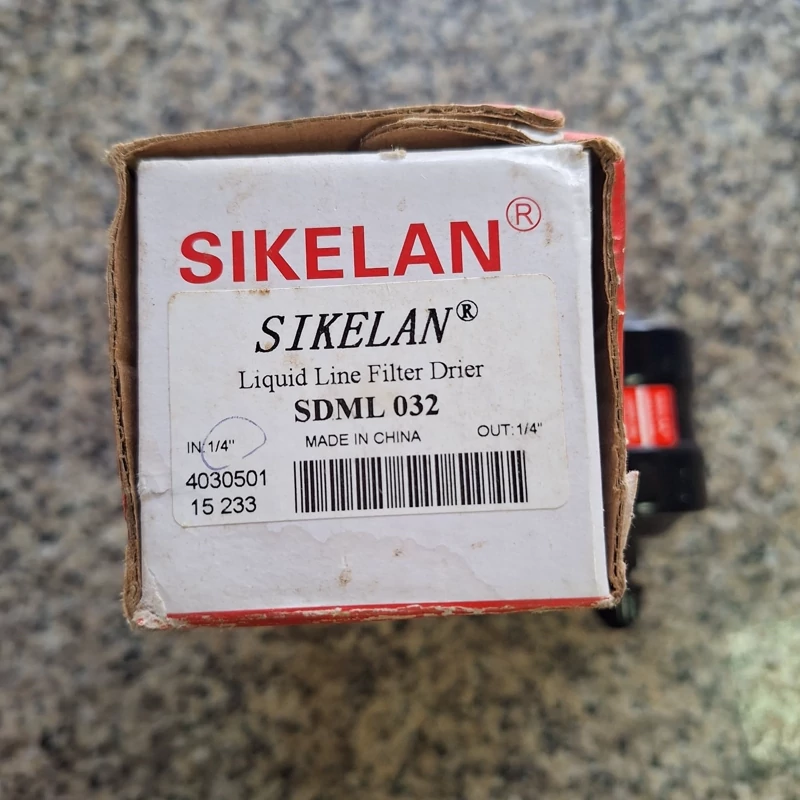 SIKELAN®
SIKELAN®
Liquid Line Filter Drier
SDML 032
IN:1/4" MADE IN CHINA OUT:1/4"
4030501
15 233